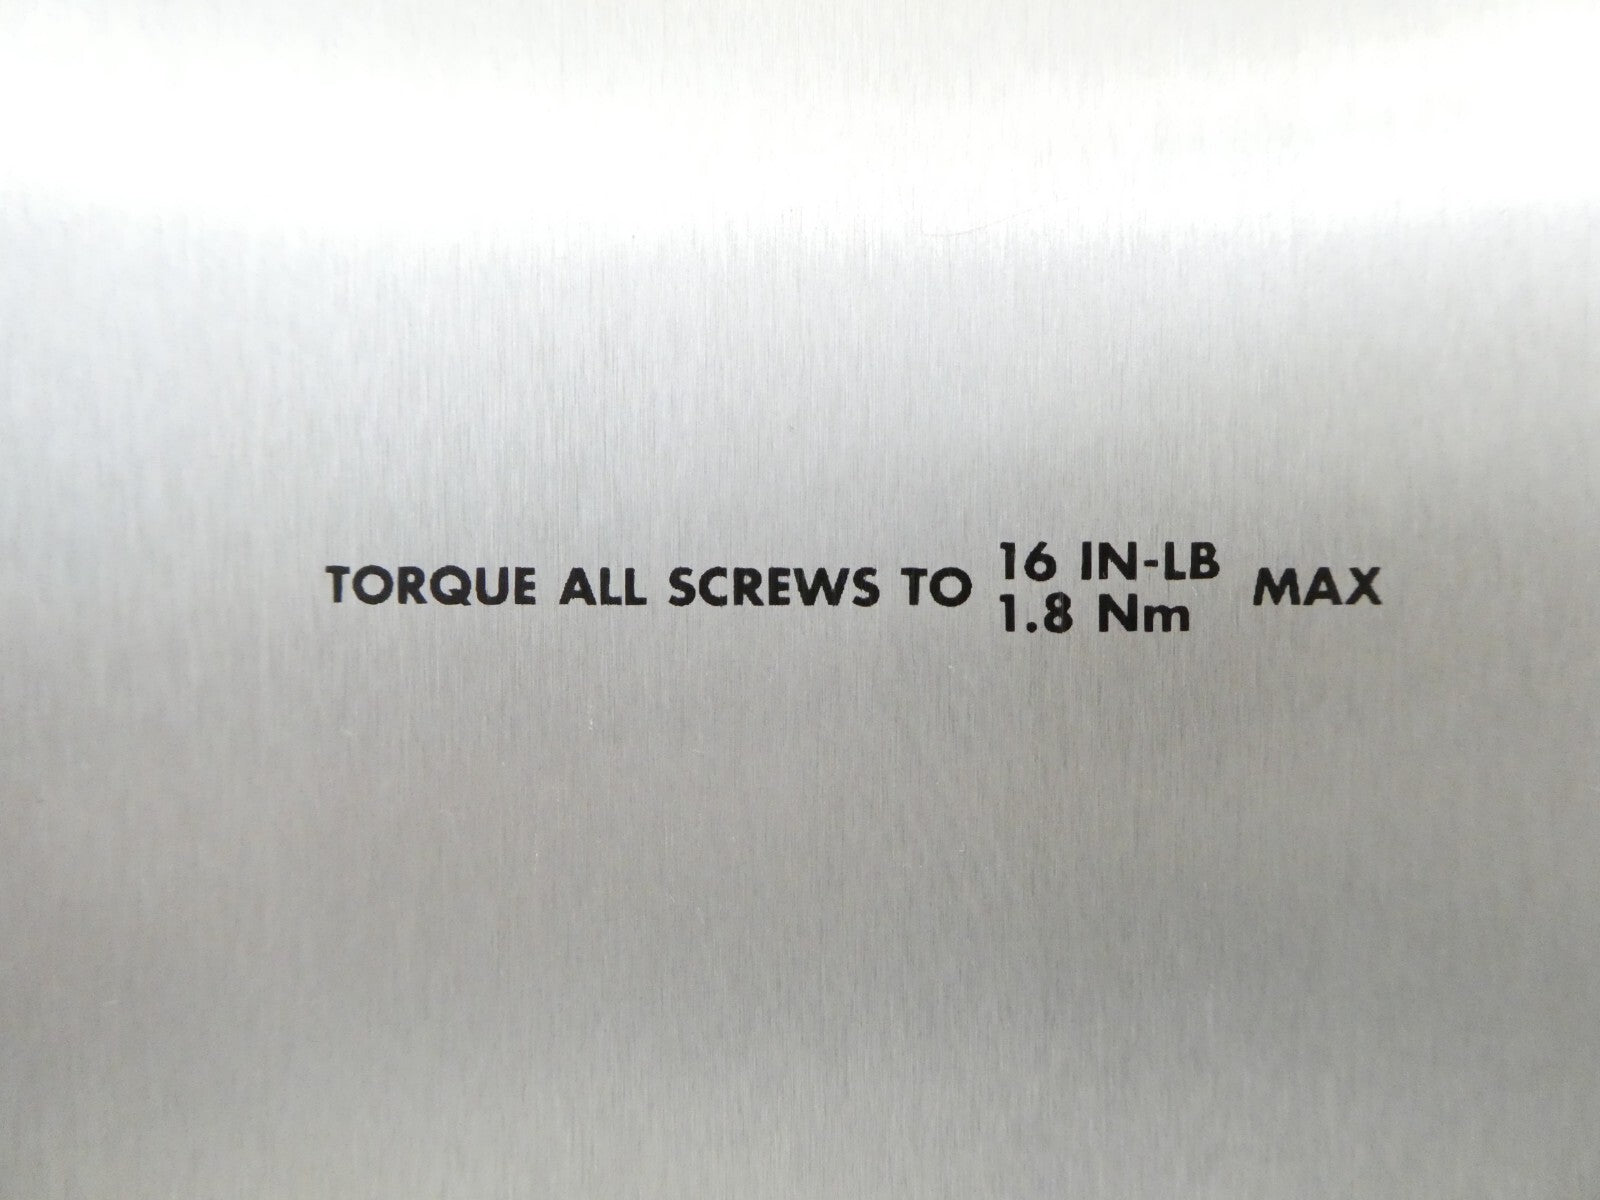 TORQUE ALL SCREWS TO 16 IN-LB MAX
1.8 Nm